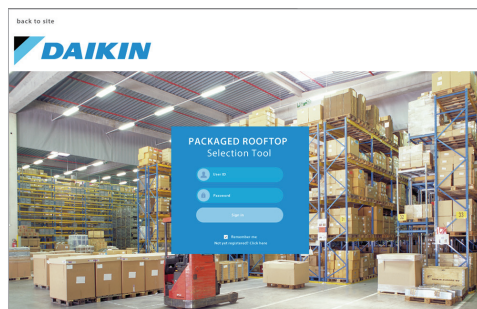 back to site
DAIKIN
PACKAGED ROOFTOP
Selection Tool
User ID
Password
Sign in
Remember me
Not yet registered? Click here